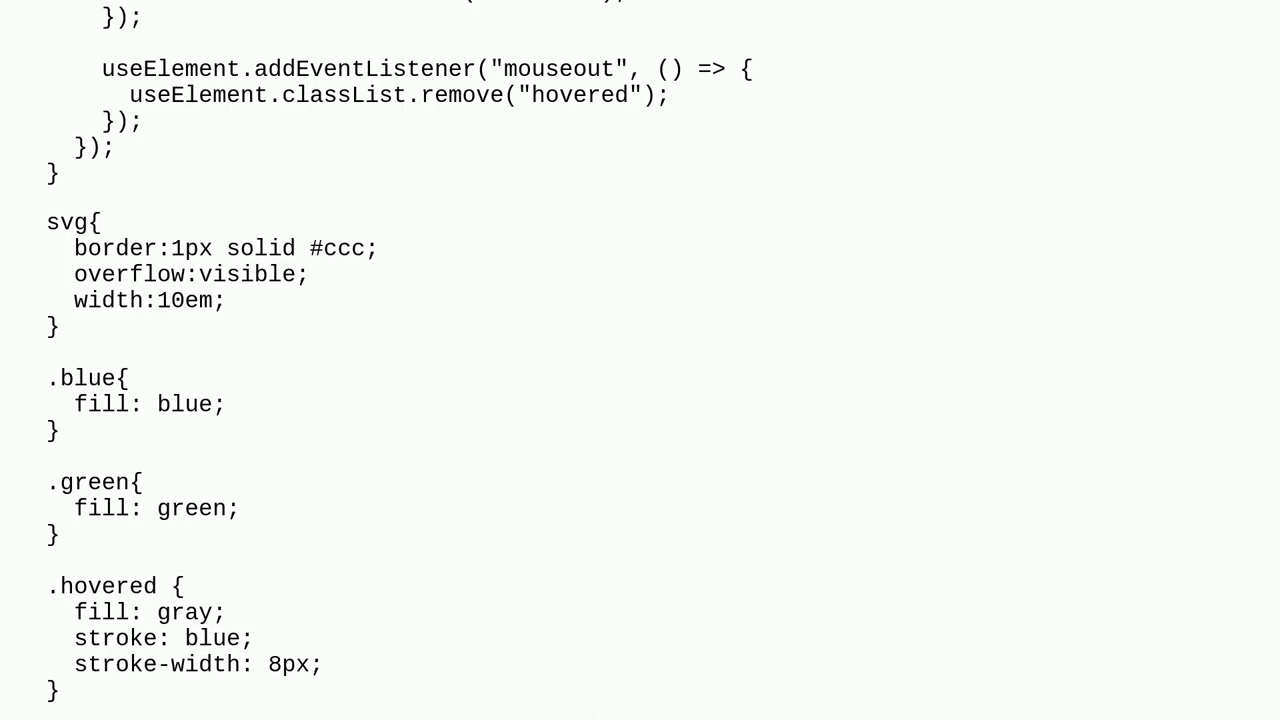 });
useElement.addEventListener("mouseout", () => {
useElement.classList.remove("hovered");
});
});
}
svg{
border:1px solid #ccc;
overflow:visible;
width:10em;
}
.blue{
fill: blue;
}
.green{
fill: green;
}
.hovered {
fill: gray;
stroke: blue;
stroke-width: 8px;
}